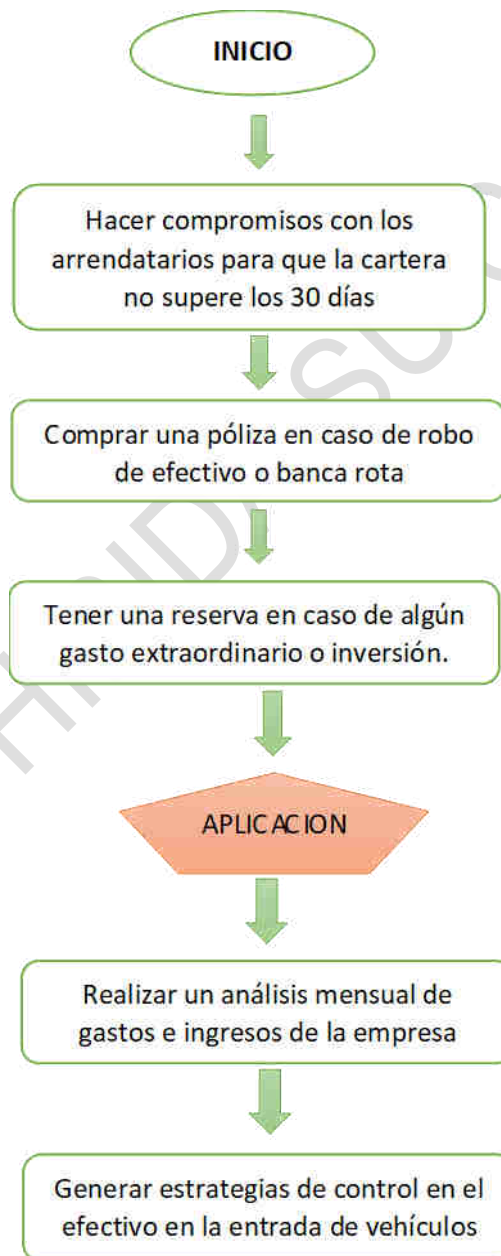 INICIO
Hacer compromisos con los
arrendatarios para que la cartera
no supere los 30 días
Comprar una póliza en caso de robo
de efectivo o banca rota
Tener una reserva en caso de algún
gasto extraordinario o inversión.
APLICACION
Realizar un análisis mensual de
gastos e ingresos de la empresa
Generar estrategias de control en el
efectivo en la entrada de vehículos